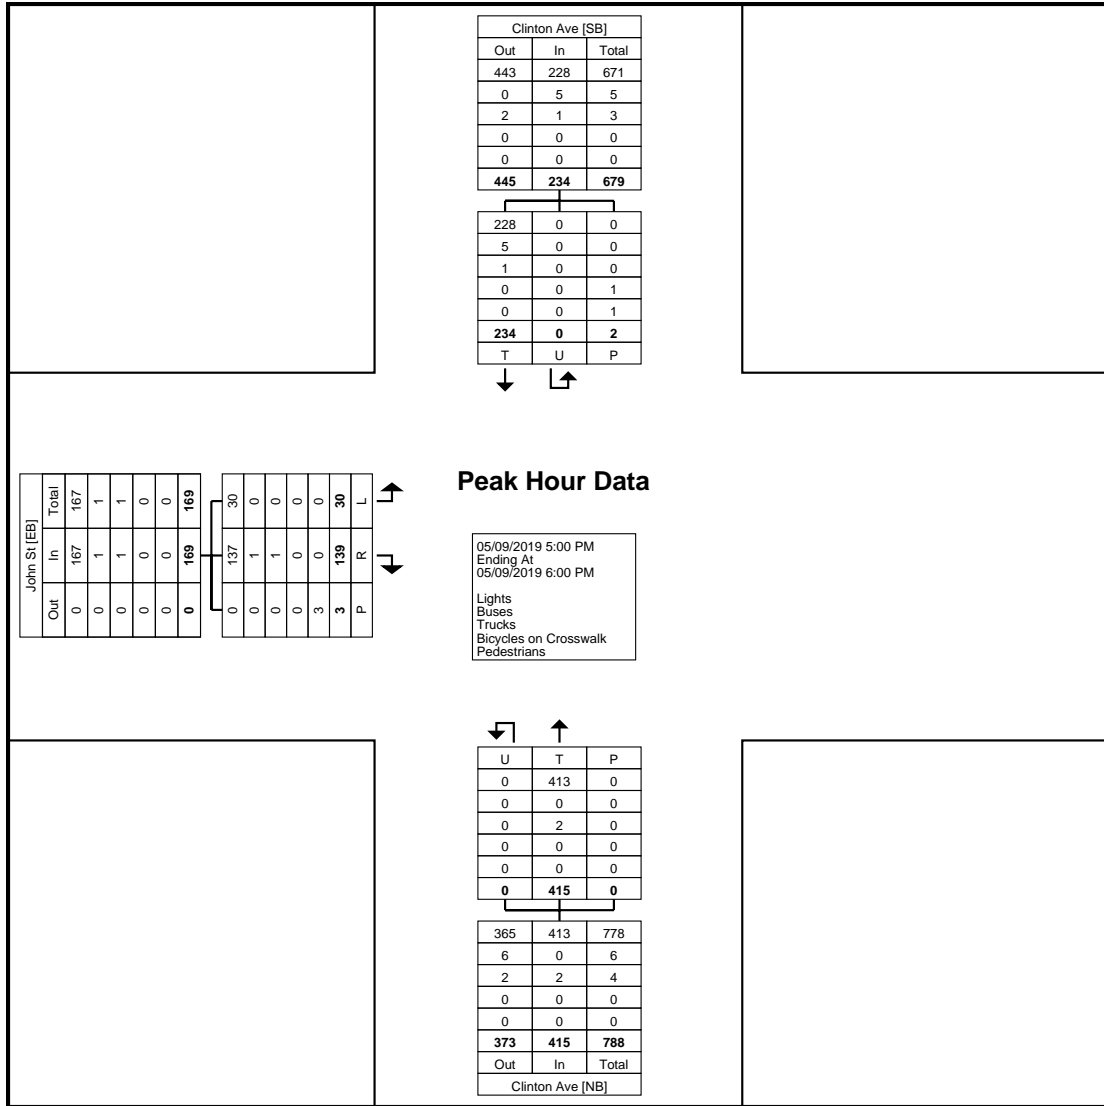 Clinton Ave [SB]
Out In Total
443 228 671
0 5 5
2 1 3
0 0 0
0 0 0
445 234 679
228 0 0
5 0 0
1 0 0
0 0 1
0 0 1
234 0 2
T U P
John St [EB]
Out In Total
0 167 167
0 1 1
0 1 1
0 0 0
0 0 0
0 169 169
0 137 30
0 1 0
0 1 0
0 0 0
3 0 0
3 139 30
P R L
Peak Hour Data
05/09/2019 5:00 PM
Ending At
05/09/2019 6:00 PM
Lights
Buses
Trucks
Bicycles on Crosswalk
Pedestrians
U T P
0 413 0
0 0 0
0 2 0
0 0 0
0 0 0
0 415 0
365 413 778
6 0 6
2 2 4
0 0 0
0 0 0
373 415 788
Out In Total
Clinton Ave [NB]